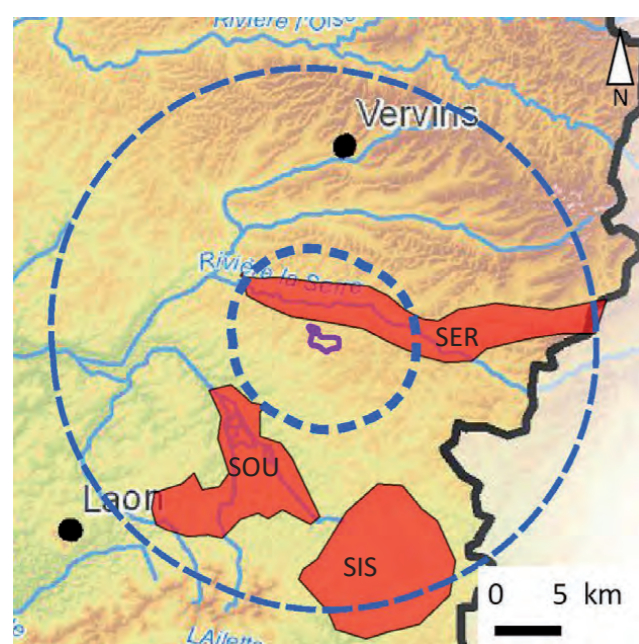 Rivière l'Oise
N
Vervins
Rivière la Serre
SER
SOU
Laon
SIS
0 5 km
L'Ailette